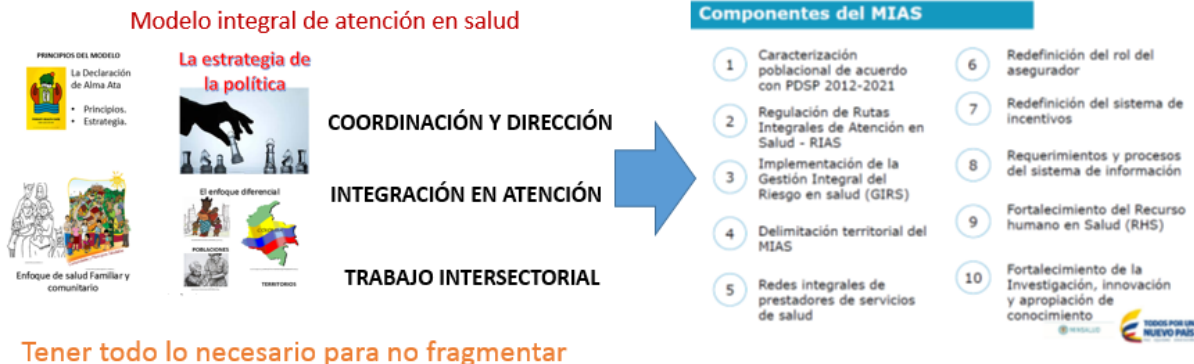 Modelo integral de atención en salud
PRINCIPIOS DEL MODELO
La Declaración
de Alma Ata
• Principios.
• Estrategia.
Enfoque de salud Familiar y
comunitario
La estrategia de
la política
El enfoque diferencial
POBLACIONES
TERRITORIOS
COORDINACIÓN Y DIRECCIÓN
INTEGRACIÓN EN ATENCIÓN
TRABAJO INTERSECTORIAL
Tener todo lo necesario para no fragmentar
Componentes del MIAS
1
Caracterización
poblacional de acuerdo
con PDSP 2012-2021
2
Regulación de Rutas
Integrales de Atención en
Salud - RIAS
3
Implementación de la
Gestión Integral del
Riesgo en salud (GIRS)
4
Delimitación territorial del
MIAS
5
Redes integrales de
prestadores de servicios
de salud
6
Redefinición del rol del
asegurador
7
Redefinición del sistema de
incentivos
8
Requerimientos y procesos
del sistema de información
9
Fortalecimiento del Recurso
humano en Salud (RHS)
10
Fortalecimiento de la
Investigación, innovación
y apropiación de
conocimiento
MINSALUD
TODOS POR UN
NUEVO PAÍS